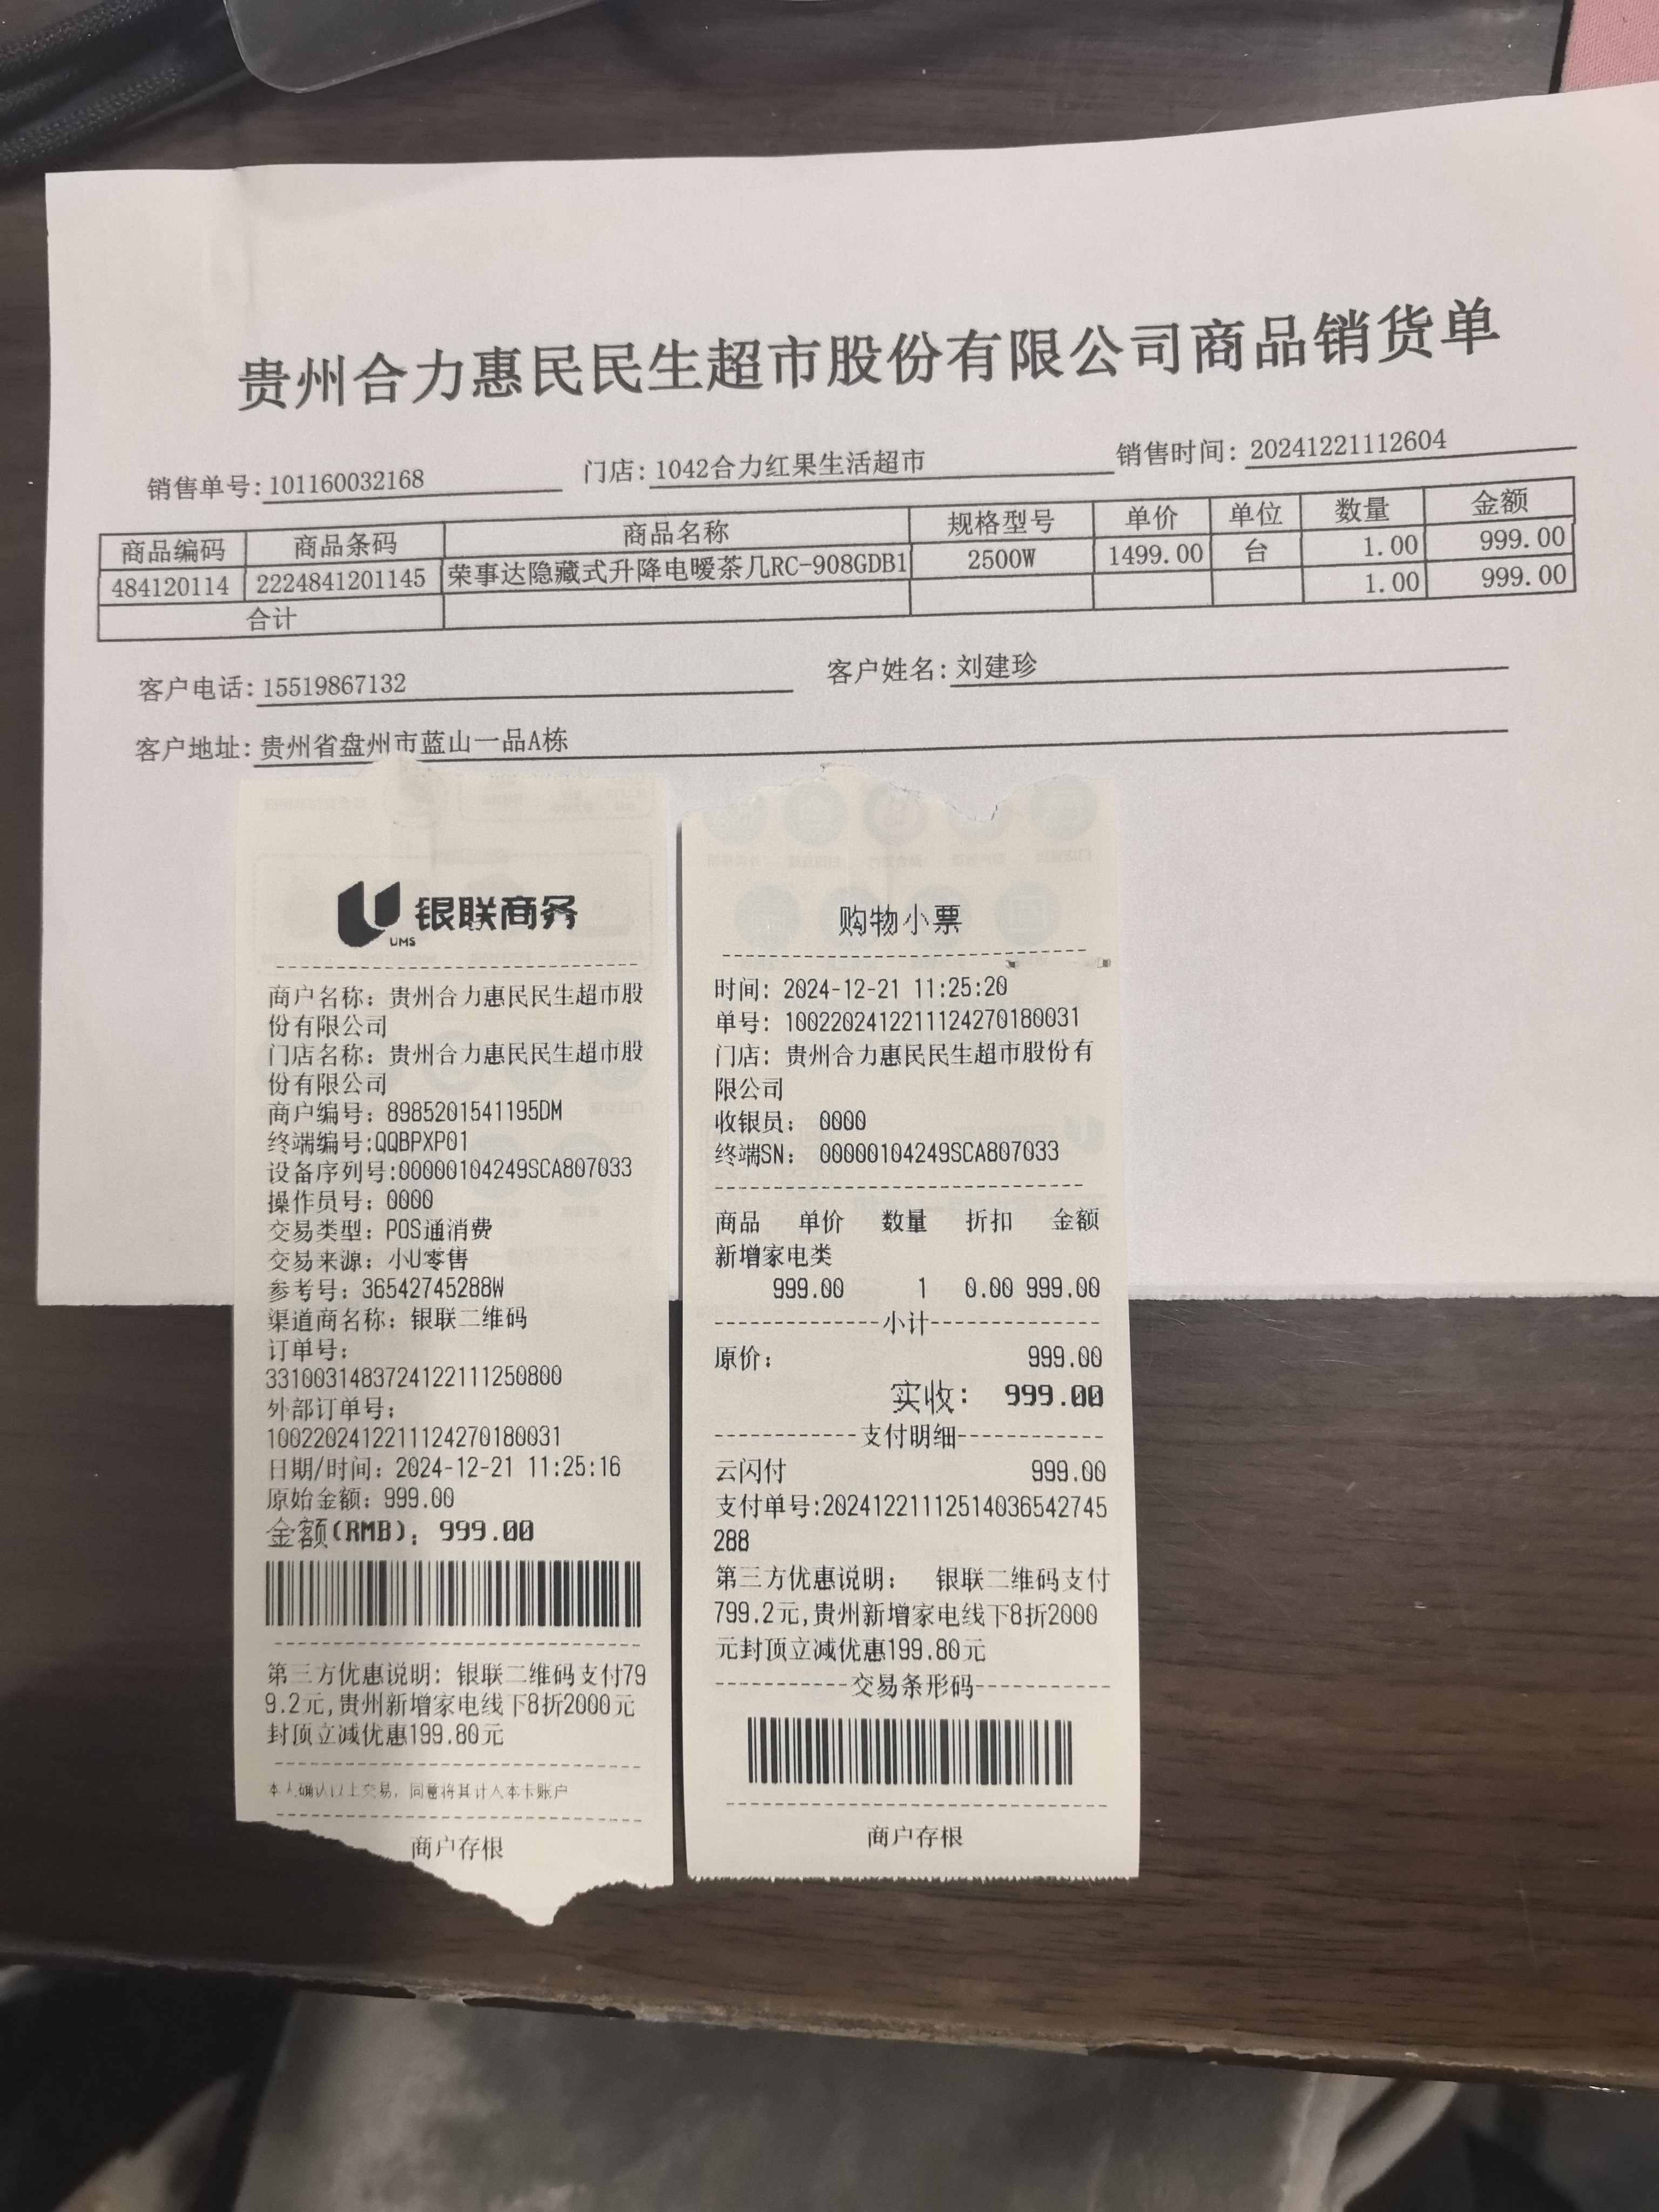 贵州合力惠民民生超市股份有限公司商品销货单
销售单号:101160032168 门店:1042合力红果生活超市 销售时间:20241221112604
商品编码 商品条码 商品名称 规格型号 单价 单位 数量 金额
484120114 2224841201145 荣事达隐藏式升降电暖茶几RC-908GDB1 2500W 1499.00 台 1.00 999.00
合计 1.00 999.00
客户电话:15519867132 客户姓名:刘建珍
客户地址:贵州省盘州市蓝山一品A栋
银联商务
UMS
商户名称：贵州合力惠民民生超市股
份有限公司
门店名称：贵州合力惠民民生超市股
份有限公司
商户编号：8985201541195DM
终端编号:QQBPXP01
设备序列号:00000104249SCA807033
操作员号：0000
交易类型：POS通消费
交易来源：小U零售
参考号：36542745288W
渠道商名称：银联二维码
订单号：
33100314837241221112508​00
外部订单号：
1002202412211124270180031
日期/时间：2024-12-21 11:25:16
原始金额：999.00
金额(RMB)：999.00
第三方优惠说明：银联二维码支付79
9.2元,贵州新增家电线下8折2000元
封顶立减优惠199.80元
本人确认以上交易，同意将其计入本卡账户
商户存根
购物小票
时间：2024-12-21 11:25:20
单号：1002202412211124270180031
门店：贵州合力惠民民生超市股份有
限公司
收银员：0000
终端SN：00000104249SCA807033
商品 单价 数量 折扣 金额
新增家电类
999.00 1 0.00 999.00
小计
原价：999.00
实收：999.00
支付明细
云闪付 999.00
支付单号:20241221112514036542745
288
第三方优惠说明：银联二维码支付
799.2元,贵州新增家电线下8折2000
元封顶立减优惠199.80元
交易条形码
商户存根